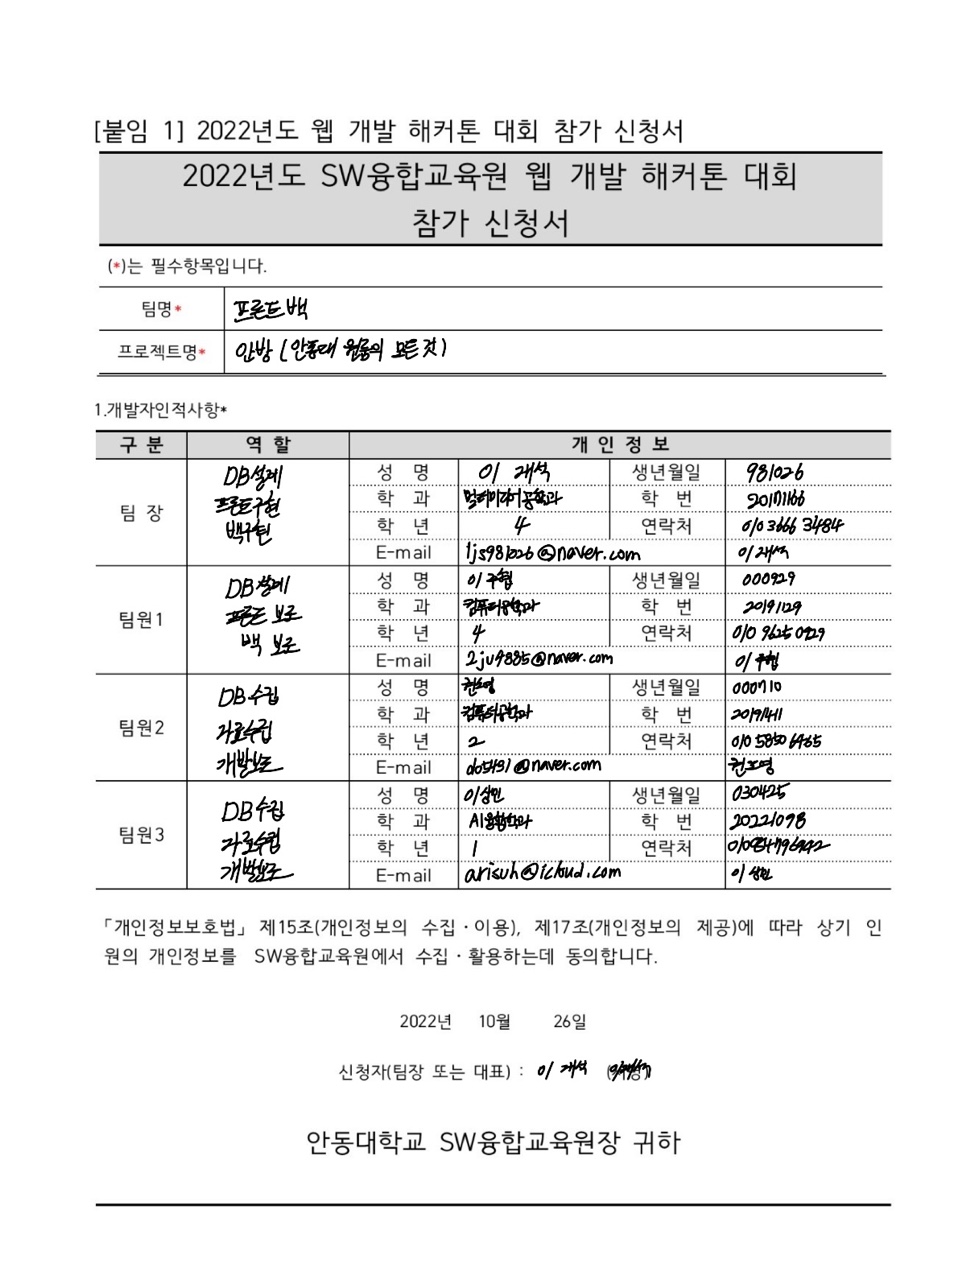 [붙임 1] 2022년도 웹 개발 해커톤 대회 참가 신청서
2022년도 SW융합교육원 웹 개발 해커톤 대회
참가 신청서
(*)는 필수항목입니다.
팀명* 프론트백
프로젝트명* 안방 (안동대 원룸의 모든 것)
1.개발자인적사항*
구 분 역 할 개 인 정 보
팀 장 DB설계 프론트구현 백구현
성 명 이 재석 생년월일 981026
학 과 멀티미디어공학과 학 번 20171166
학 년 4 연락처 010 3666 3484
E-mail ljs981026@naver.com 이재석
팀원1 DB설계 프론트 보조 백 보조
성 명 이 주협 생년월일 000929
학 과 컴퓨터공학과 학 번 20191129
학 년 4 연락처 010 9625 0929
E-mail 2ju9885@naver.com 이 주협
팀원2 DB수집 자료수집 개발보조
성 명 생년월일 000710
학 과 컴퓨터공학과 학 번 20191411
학 년 2 연락처 010 5850 6465
E-mail @naver.com
팀원3 DB수집 자료수집 개발보조
성 명 이상민 생년월일 030425
학 과 AI융합학과 학 번 20221098
학 년 1 연락처
E-mail arisuh@icloud.com 이 상민
「개인정보보호법」 제15조(개인정보의 수집·이용), 제17조(개인정보의 제공)에 따라 상기 인
원의 개인정보를 SW융합교육원에서 수집·활용하는데 동의합니다.
2022년 10월 26일
신청자(팀장 또는 대표) : 이 재석
안동대학교 SW융합교육원장 귀하